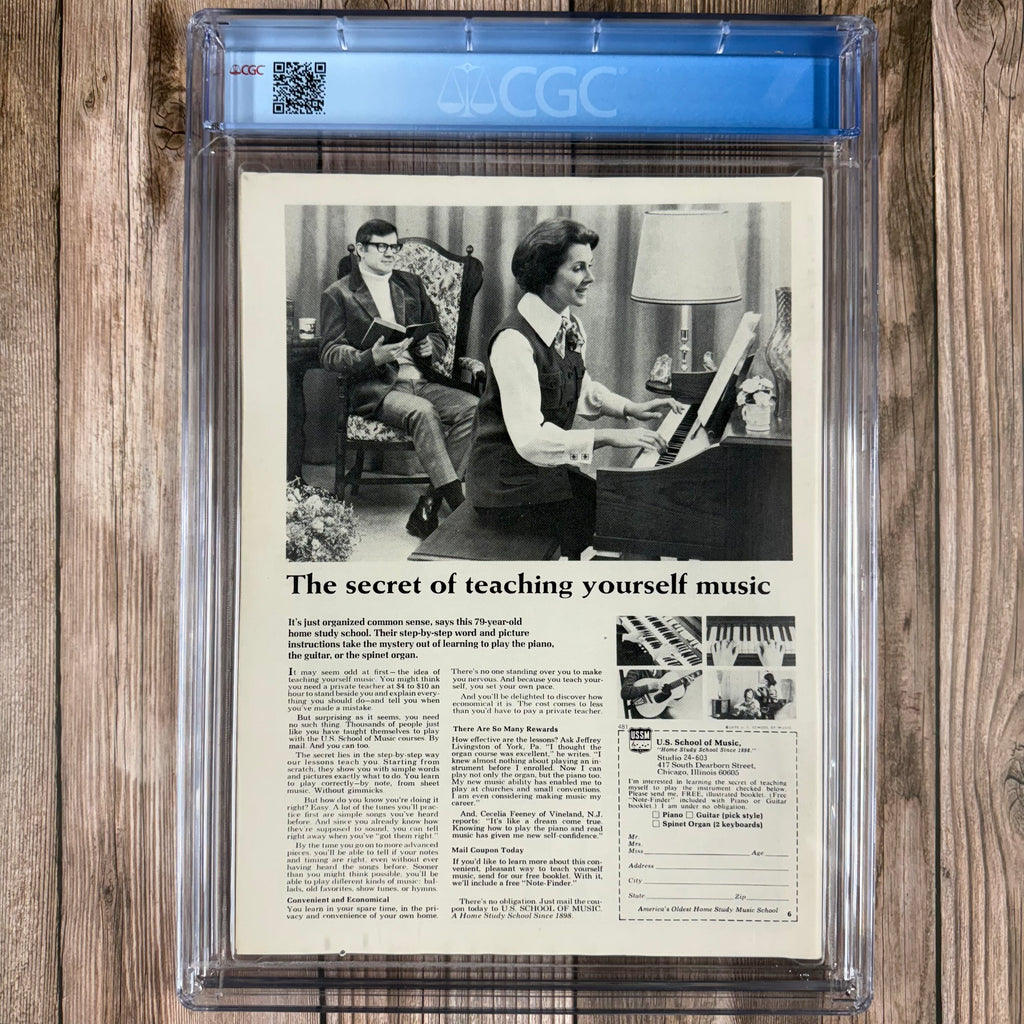 CGC
CGC
The secret of teaching yourself music
It's just organized common sense, says this 79-year-old
home study school. Their step-by-step word and picture
instructions take the mystery out of learning to play the piano,
the guitar, or the spinet organ.
It may seem odd at first—the idea of
teaching yourself music. You might think
you need a private teacher at $4 to $10 an
hour to stand beside you and explain every-
thing you should do—and tell you when
you've made a mistake.
But surprising as it seems, you need
no such thing. Thousands of people just
like you have taught themselves to play
with the U.S. School of Music courses. By
mail. And you can too.
The secret lies in the step-by-step way
our lessons teach you. Starting from
scratch, they show you with simple words
and pictures exactly what to do. You learn
to play correctly—by note, from sheet
music. Without gimmicks.
But how do you know you're doing it
right? Easy. A lot of the tunes you'll prac-
tice first are simple songs you've heard
before. And since you already know how
they're supposed to sound, you can tell
right away when you've "got them right."
By the time you go on to more advanced
pieces, you'll be able to tell if your notes
and timing are right, even without ever
having heard the songs before. Sooner
than you might think possible, you'll be
able to play different kinds of music: bal-
lads, old favorites, show tunes, or hymns.
Convenient and Economical
You learn in your spare time, in the pri-
vacy and convenience of your own home.
There's no one standing over you to make
you nervous. And because you teach your-
self, you set your own pace.
And you'll be delighted to discover how
economical it is. The cost comes to less
than you'd have to pay a private teacher.
There Are So Many Rewards
How effective are the lessons? Ask Jeffrey
Livingston of York, Pa. "I thought the
organ course was excellent," he writes. "I
knew almost nothing about playing an in-
strument before I enrolled. Now I can
play not only the organ, but the piano too.
My new music ability has enabled me to
play at churches and small conventions.
I am even considering making music my
career."
And, Cecelia Feeney of Vineland, N.J.
reports: "It's like a dream come true.
Knowing how to play the piano and read
music has given me new self-confidence."
Mail Coupon Today
If you'd like to learn more about this con-
venient, pleasant way to teach yourself
music, send for our free booklet. With it,
we'll include a free "Note-Finder."
There's no obligation. Just mail the cou-
pon today to U.S. SCHOOL OF MUSIC.
A Home Study School Since 1898.
481
USSM
U.S. School of Music,
"Home Study School Since 1898."
Studio 24-603
417 South Dearborn Street,
Chicago, Illinois 60605
I'm interested in learning the secret of teaching
myself to play the instrument checked below.
Please send me, FREE, illustrated booklet. (Free
"Note-Finder" included with Piano or Guitar
booklet.) I am under no obligation.
Piano Guitar (pick style)
Spinet Organ (2 keyboards)
Mr.
Mrs.
Miss Age
Address
City
State Zip
America's Oldest Home Study Music School 6